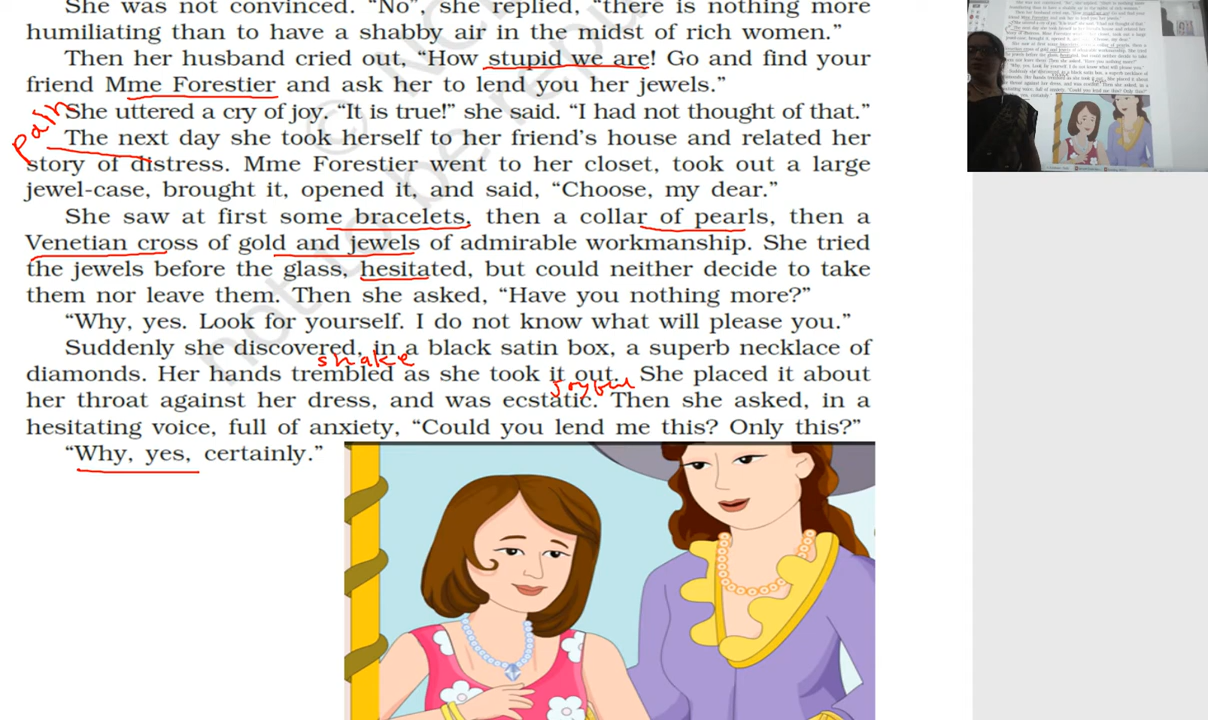 She was not convinced. “No”, she replied, “there is nothing more
humiliating than to have a shabby air in the midst of rich women.”
Then her husband cried out, “How stupid we are! Go and find your
friend Mme Forestier and ask her to lend you her jewels.”
pain
She uttered a cry of joy. “It is true!” she said. “I had not thought of that.”
The next day she took herself to her friend’s house and related her
story of distress. Mme Forestier went to her closet, took out a large
jewel-case, brought it, opened it, and said, “Choose, my dear.”
She saw at first some bracelets, then a collar of pearls, then a
Venetian cross of gold and jewels of admirable workmanship. She tried
the jewels before the glass, hesitated, but could neither decide to take
them nor leave them. Then she asked, “Have you nothing more?”
“Why, yes. Look for yourself. I do not know what will please you.”
Suddenly she discovered, in a black satin box, a superb necklace of
shake
diamonds. Her hands trembled as she took it out. She placed it about
joyful
her throat against her dress, and was ecstatic. Then she asked, in a
hesitating voice, full of anxiety, “Could you lend me this? Only this?”
“Why, yes, certainly.”
not to be